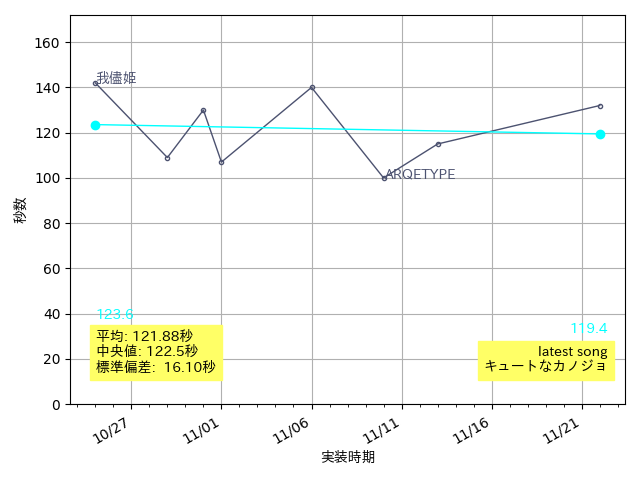 160
140
120
100
80
60
40
20
0
秒数
我儘姫
ARQETYPE
123.6
119.4
平均: 121.88秒
中央値: 122.5秒
標準偏差: 16.10秒
latest song
キュートなカノジョ
10/27
11/01
11/06
11/11
11/16
11/21
実装時期